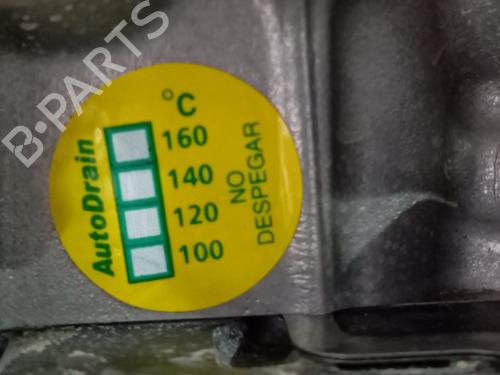 B-PARTS
°C
160
140
120
100
AutoDrain
NO
DESPEGAR